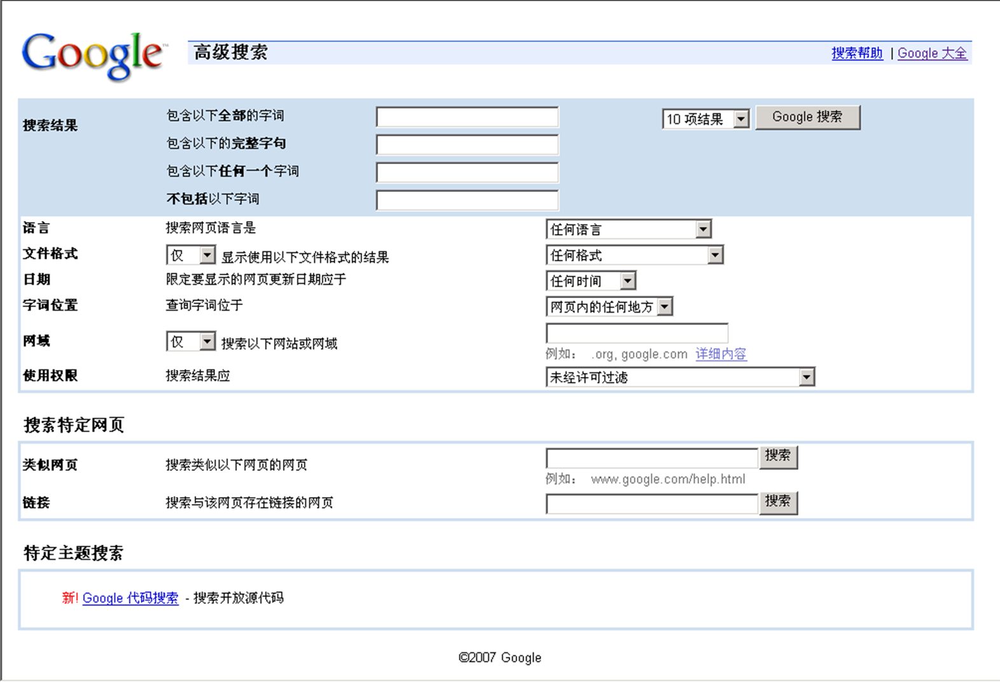 Google™ 高级搜索 搜索帮助 | Google 大全
搜索结果 包含以下全部的字词 10 项结果 Google 搜索
包含以下的完整字句
包含以下任何一个字词
不包括以下字词
语言 搜索网页语言是 任何语言
文件格式 仅 显示使用以下文件格式的结果 任何格式
日期 限定要显示的网页更新日期应于 任何时间
字词位置 查询字词位于 网页内的任何地方
网域 仅 搜索以下网站或网域
例如： .org, google.com 详细内容
使用权限 搜索结果应 未经许可过滤
搜索特定网页
类似网页 搜索类似以下网页的网页 搜索
例如： www.google.com/help.html
链接 搜索与该网页存在链接的网页 搜索
特定主题搜索
新! Google 代码搜索 - 搜索开放源代码
©2007 Google